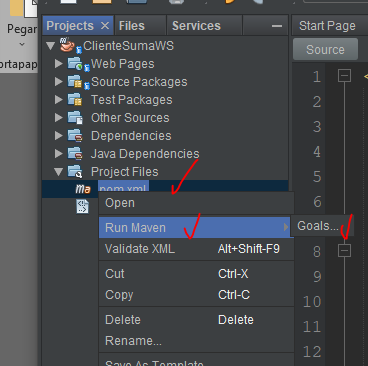 Pegar
ortapap
Projects × Files Services
Start Page
Source
ClienteSumaWS
Web Pages
Source Packages
Test Packages
Other Sources
Dependencies
Java Dependencies
Project Files
pom.xml
Open
Run Maven
Goals...
Validate XML Alt+Shift-F9
Cut Ctrl-X
Copy Ctrl-C
Delete Delete
Rename...
Save As Template...
1 <
2
3
4
5
6
7
8
9
10
11
12